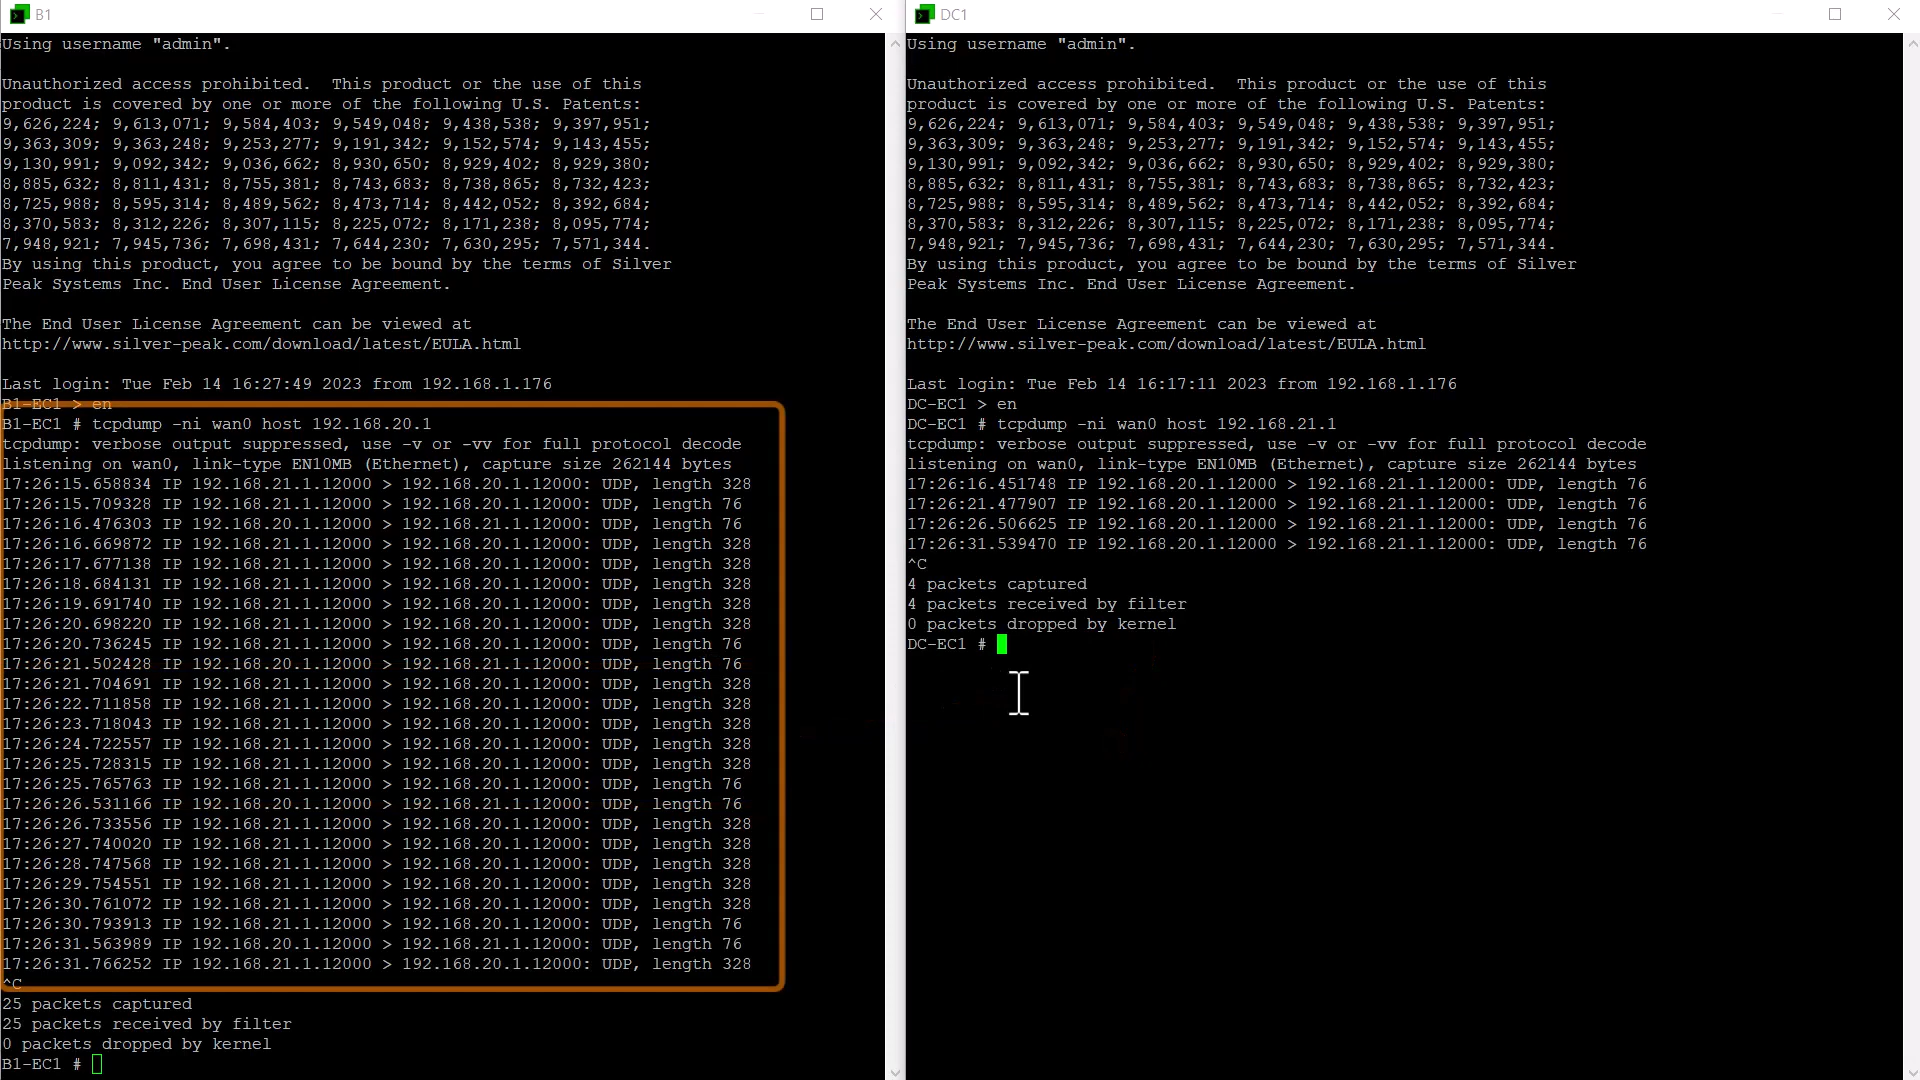 B1
Using username "admin".
Unauthorized access prohibited.  This product or the use of this
product is covered by one or more of the following U.S. Patents:
9,626,224; 9,613,071; 9,584,403; 9,549,048; 9,438,538; 9,397,951;
9,363,309; 9,363,248; 9,253,277; 9,191,342; 9,152,574; 9,143,455;
9,130,991; 9,092,342; 9,036,662; 8,930,650; 8,929,402; 8,929,380;
8,885,632; 8,811,431; 8,755,381; 8,743,683; 8,738,865; 8,732,423;
8,725,988; 8,595,314; 8,489,562; 8,473,714; 8,442,052; 8,392,684;
8,370,583; 8,312,226; 8,307,115; 8,225,072; 8,171,238; 8,095,774;
7,948,921; 7,945,736; 7,698,431; 7,644,230; 7,630,295; 7,571,344.
By using this product, you agree to be bound by the terms of Silver
Peak Systems Inc. End User License Agreement.
The End User License Agreement can be viewed at
http://www.silver-peak.com/download/latest/EULA.html
Last login: Tue Feb 14 16:27:49 2023 from 192.168.1.176
B1-EC1 > en
B1-EC1 # tcpdump -ni wan0 host 192.168.20.1
tcpdump: verbose output suppressed, use -v or -vv for full protocol decode
listening on wan0, link-type EN10MB (Ethernet), capture size 262144 bytes
17:26:15.658834 IP 192.168.21.1.12000 > 192.168.20.1.12000: UDP, length 328
17:26:15.709328 IP 192.168.21.1.12000 > 192.168.20.1.12000: UDP, length 76
17:26:16.476303 IP 192.168.20.1.12000 > 192.168.21.1.12000: UDP, length 76
17:26:16.669872 IP 192.168.21.1.12000 > 192.168.20.1.12000: UDP, length 328
17:26:17.677138 IP 192.168.21.1.12000 > 192.168.20.1.12000: UDP, length 328
17:26:18.684131 IP 192.168.21.1.12000 > 192.168.20.1.12000: UDP, length 328
17:26:19.691740 IP 192.168.21.1.12000 > 192.168.20.1.12000: UDP, length 328
17:26:20.698220 IP 192.168.21.1.12000 > 192.168.20.1.12000: UDP, length 328
17:26:20.736245 IP 192.168.21.1.12000 > 192.168.20.1.12000: UDP, length 76
17:26:21.502428 IP 192.168.20.1.12000 > 192.168.21.1.12000: UDP, length 76
17:26:21.704691 IP 192.168.21.1.12000 > 192.168.20.1.12000: UDP, length 328
17:26:22.711858 IP 192.168.21.1.12000 > 192.168.20.1.12000: UDP, length 328
17:26:23.718043 IP 192.168.21.1.12000 > 192.168.20.1.12000: UDP, length 328
17:26:24.722557 IP 192.168.21.1.12000 > 192.168.20.1.12000: UDP, length 328
17:26:25.728315 IP 192.168.21.1.12000 > 192.168.20.1.12000: UDP, length 328
17:26:25.765763 IP 192.168.21.1.12000 > 192.168.20.1.12000: UDP, length 76
17:26:26.531166 IP 192.168.20.1.12000 > 192.168.21.1.12000: UDP, length 76
17:26:26.733556 IP 192.168.21.1.12000 > 192.168.20.1.12000: UDP, length 328
17:26:27.740020 IP 192.168.21.1.12000 > 192.168.20.1.12000: UDP, length 328
17:26:28.747568 IP 192.168.21.1.12000 > 192.168.20.1.12000: UDP, length 328
17:26:29.754551 IP 192.168.21.1.12000 > 192.168.20.1.12000: UDP, length 328
17:26:30.761072 IP 192.168.21.1.12000 > 192.168.20.1.12000: UDP, length 328
17:26:30.793913 IP 192.168.21.1.12000 > 192.168.20.1.12000: UDP, length 76
17:26:31.563989 IP 192.168.20.1.12000 > 192.168.21.1.12000: UDP, length 76
17:26:31.766252 IP 192.168.21.1.12000 > 192.168.20.1.12000: UDP, length 328
^C
25 packets captured
25 packets received by filter
0 packets dropped by kernel
B1-EC1 #
DC1
Using username "admin".
Unauthorized access prohibited.  This product or the use of this
product is covered by one or more of the following U.S. Patents:
9,626,224; 9,613,071; 9,584,403; 9,549,048; 9,438,538; 9,397,951;
9,363,309; 9,363,248; 9,253,277; 9,191,342; 9,152,574; 9,143,455;
9,130,991; 9,092,342; 9,036,662; 8,930,650; 8,929,402; 8,929,380;
8,885,632; 8,811,431; 8,755,381; 8,743,683; 8,738,865; 8,732,423;
8,725,988; 8,595,314; 8,489,562; 8,473,714; 8,442,052; 8,392,684;
8,370,583; 8,312,226; 8,307,115; 8,225,072; 8,171,238; 8,095,774;
7,948,921; 7,945,736; 7,698,431; 7,644,230; 7,630,295; 7,571,344.
By using this product, you agree to be bound by the terms of Silver
Peak Systems Inc. End User License Agreement.
The End User License Agreement can be viewed at
http://www.silver-peak.com/download/latest/EULA.html
Last login: Tue Feb 14 16:17:11 2023 from 192.168.1.176
DC-EC1 > en
DC-EC1 # tcpdump -ni wan0 host 192.168.21.1
tcpdump: verbose output suppressed, use -v or -vv for full protocol decode
listening on wan0, link-type EN10MB (Ethernet), capture size 262144 bytes
17:26:16.451748 IP 192.168.20.1.12000 > 192.168.21.1.12000: UDP, length 76
17:26:21.477907 IP 192.168.20.1.12000 > 192.168.21.1.12000: UDP, length 76
17:26:26.506625 IP 192.168.20.1.12000 > 192.168.21.1.12000: UDP, length 76
17:26:31.539470 IP 192.168.20.1.12000 > 192.168.21.1.12000: UDP, length 76
^C
4 packets captured
4 packets received by filter
0 packets dropped by kernel
DC-EC1 #